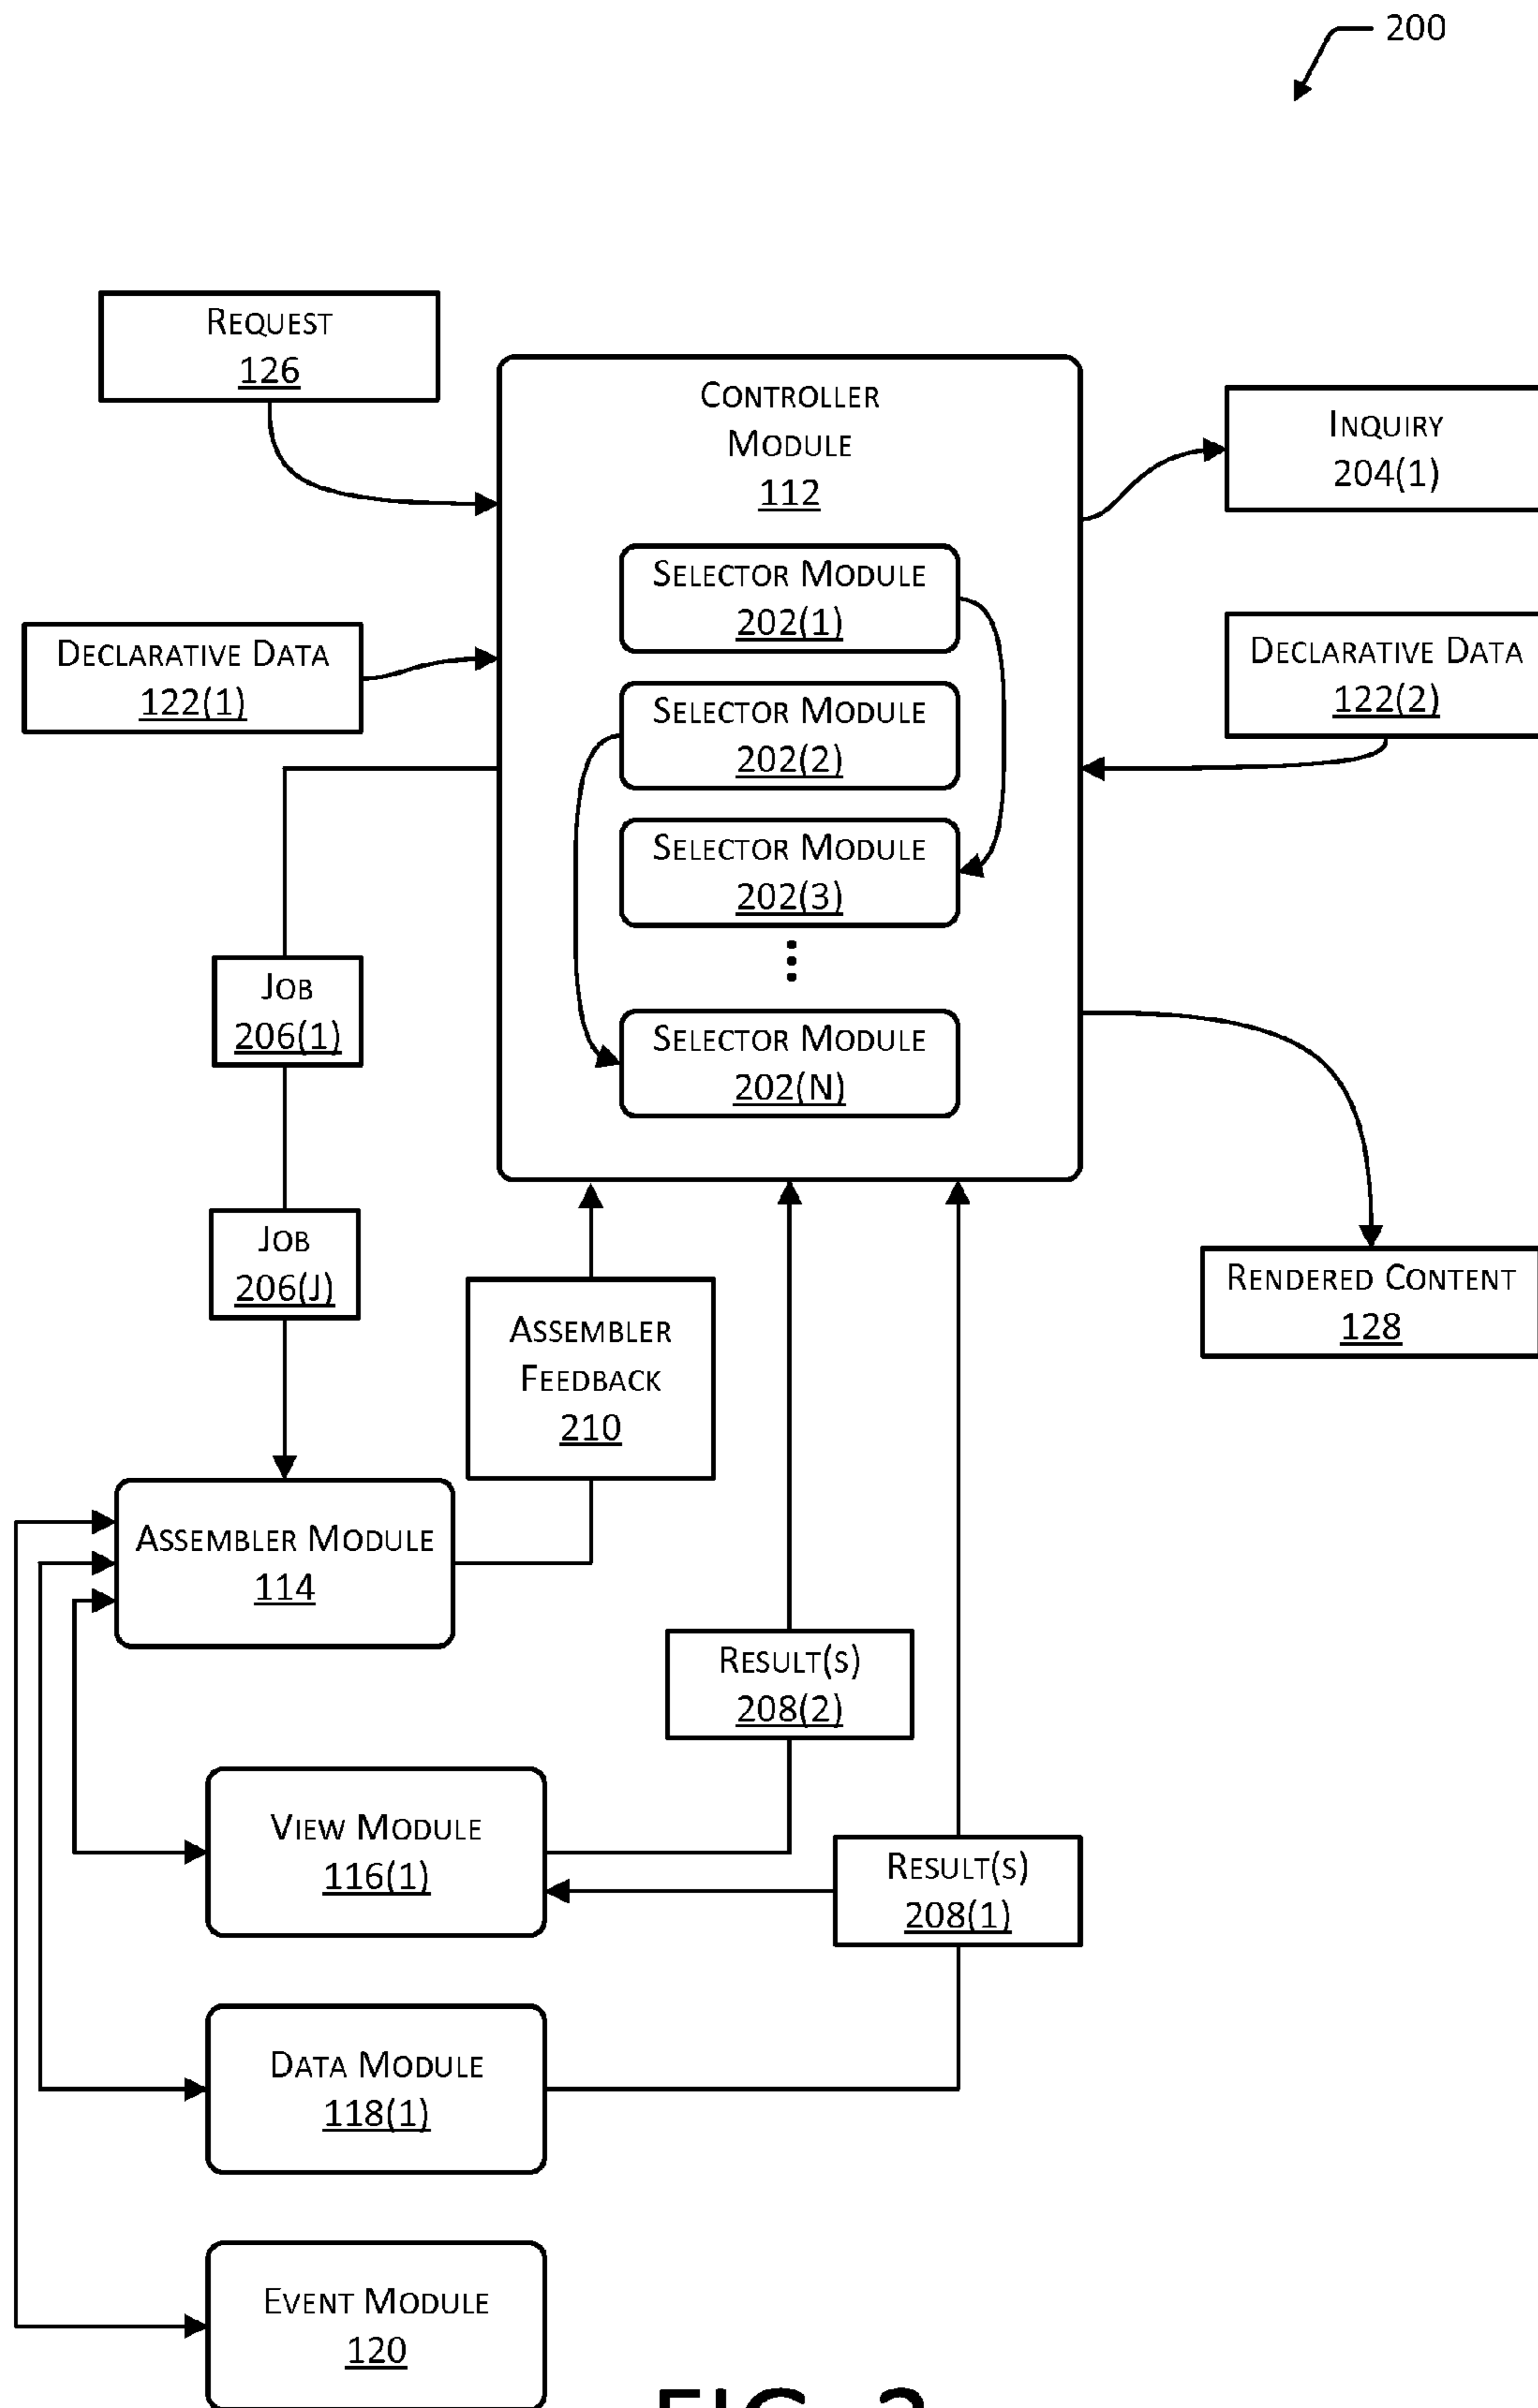 200
Request
126
Controller
Module
112
Inquiry
204(1)
Selector Module
202(1)
Declarative Data
122(1)
Declarative Data
122(2)
Selector Module
202(2)
Selector Module
202(3)
Selector Module
202(N)
Job
206(1)
Job
206(J)
Rendered Content
128
Assembler
Feedback
210
Assembler Module
114
Result(s)
208(2)
View Module
116(1)
Result(s)
208(1)
Data Module
118(1)
Event Module
120